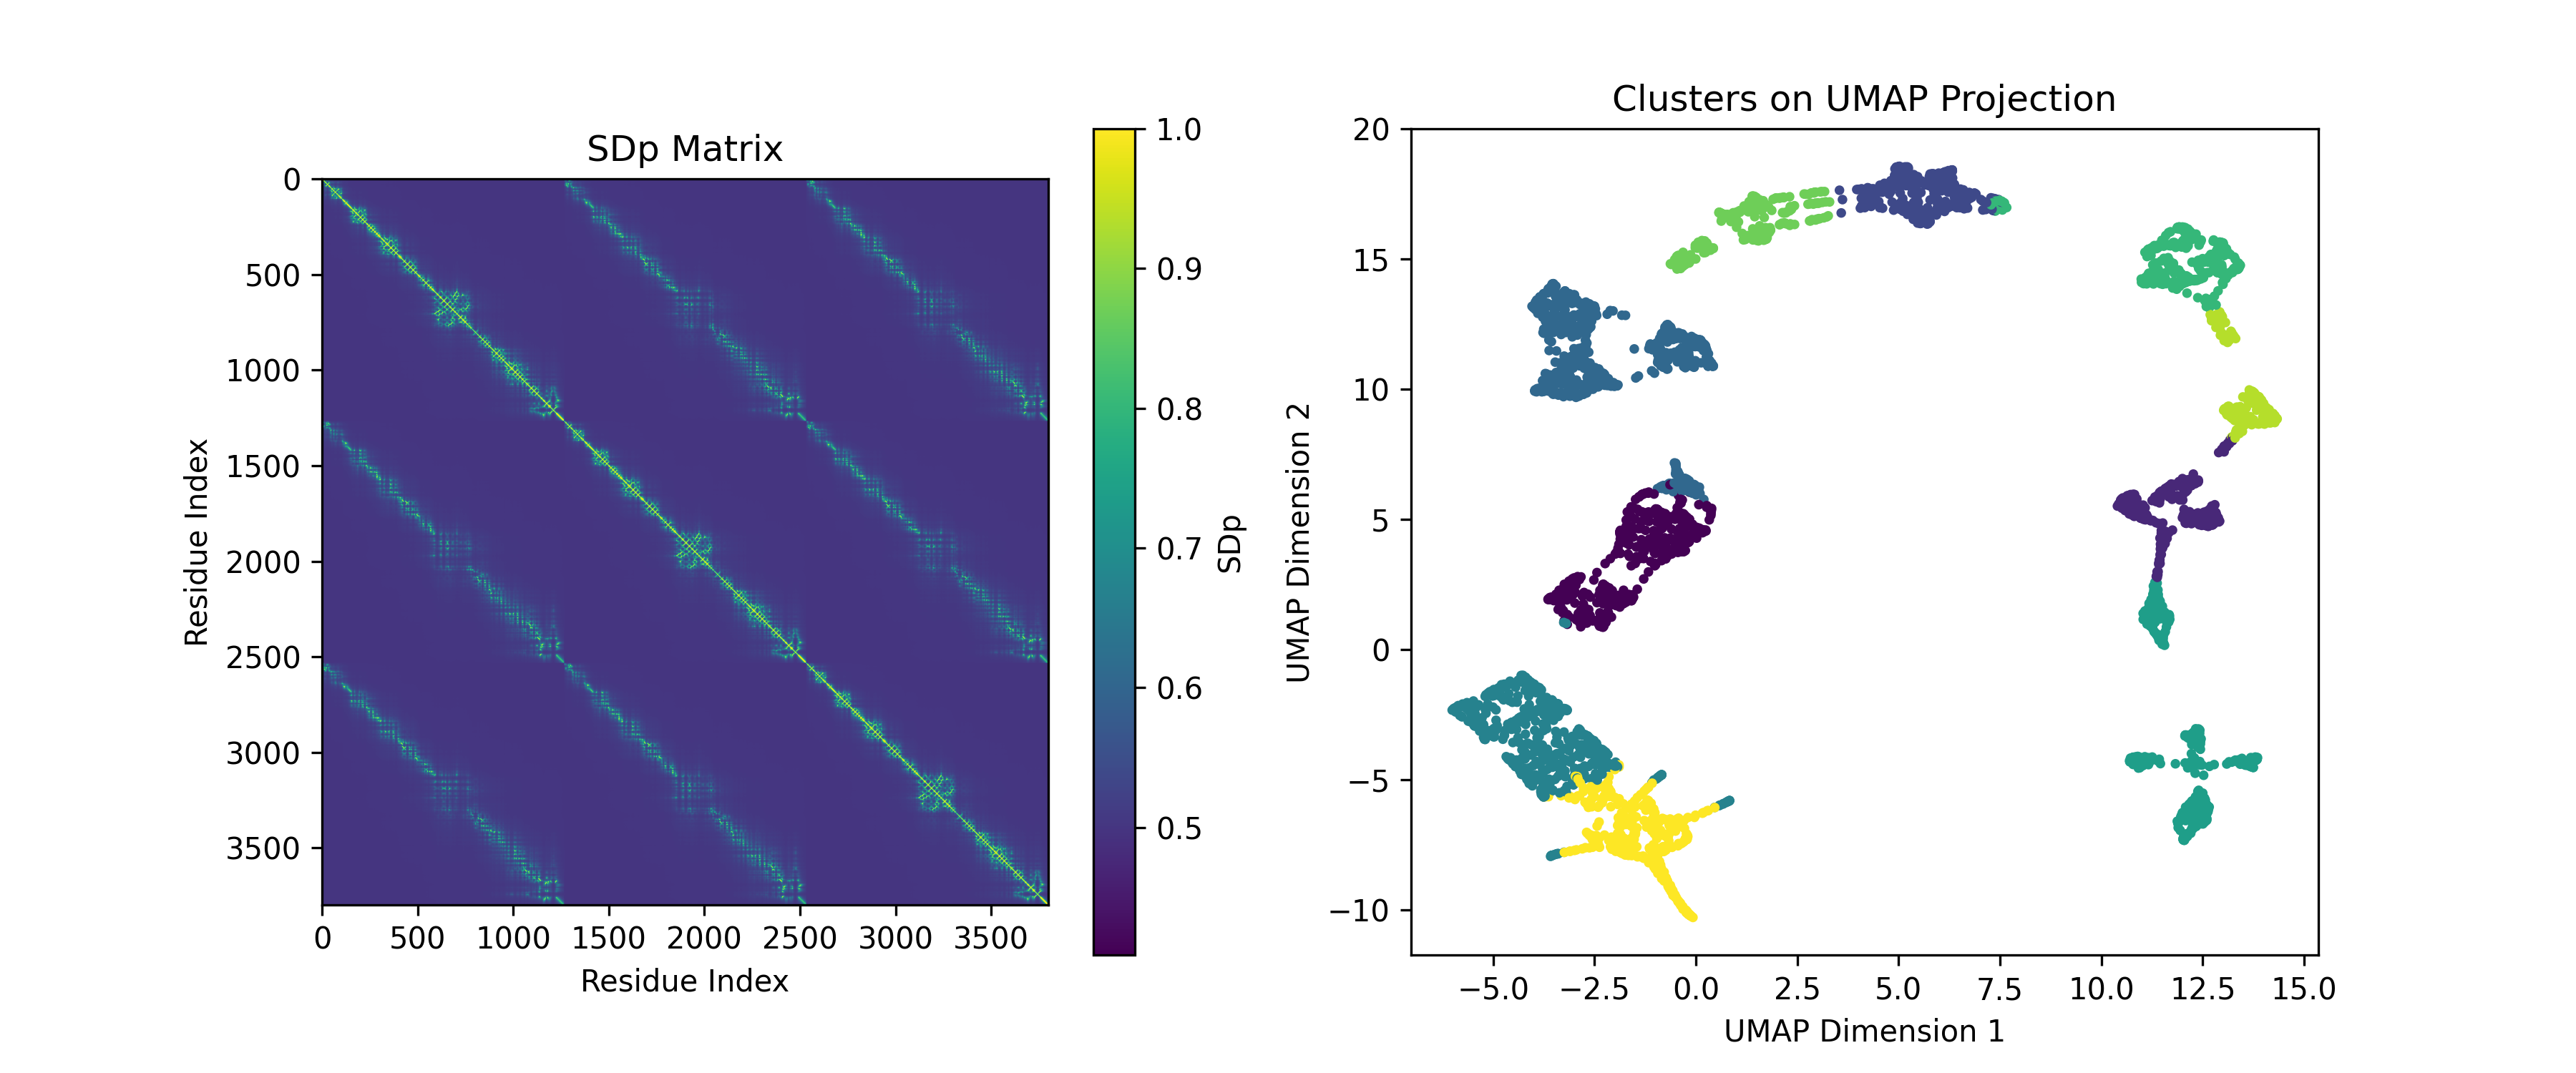 SDp Matrix
0
500
1000
1500
2000
2500
3000
3500
Residue Index
0 500 1000 1500 2000 2500 3000 3500
Residue Index
1.0
0.9
0.8
0.7
0.6
0.5
SDp
Clusters on UMAP Projection
20
15
10
5
0
−5
−10
UMAP Dimension 2
−5.0 −2.5 0.0 2.5 5.0 7.5 10.0 12.5 15.0
UMAP Dimension 1